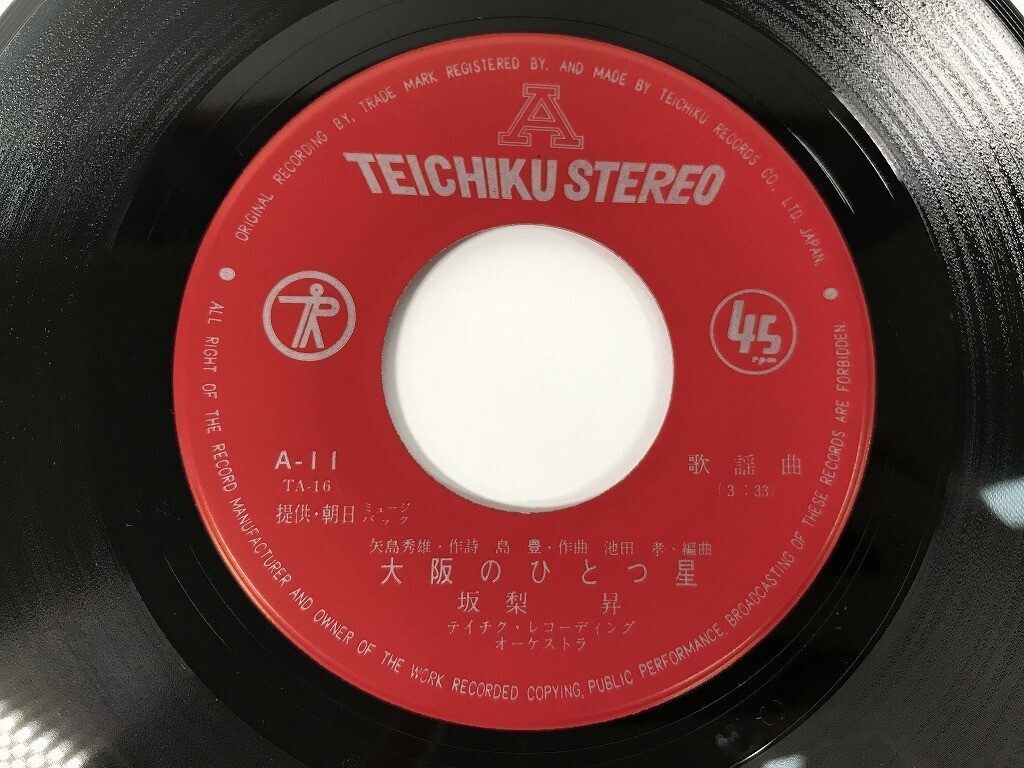 ORIGINAL RECORDING BY, TRADE MARK REGISTERED BY, AND MADE BY TEICHIKU RECORDS CO., LTD. JAPAN.
A
TEICHIKU STEREO
45
rpm
A-11
TA-16
提供・朝日ミュージックパック
歌謡曲
(3:33)
矢島秀雄・作詩 島 豊・作曲 池田 孝・編曲
大阪のひとつ星
坂梨 昇
テイチク・レコーディング
オーケストラ
ALL RIGHT OF THE RECORD MANUFACTURER AND OWNER OF THE WORK RECORDED COPYING, PUBLIC PERFORMANCE, BROADCASTING OF THESE RECORDS ARE FORBIDDEN.